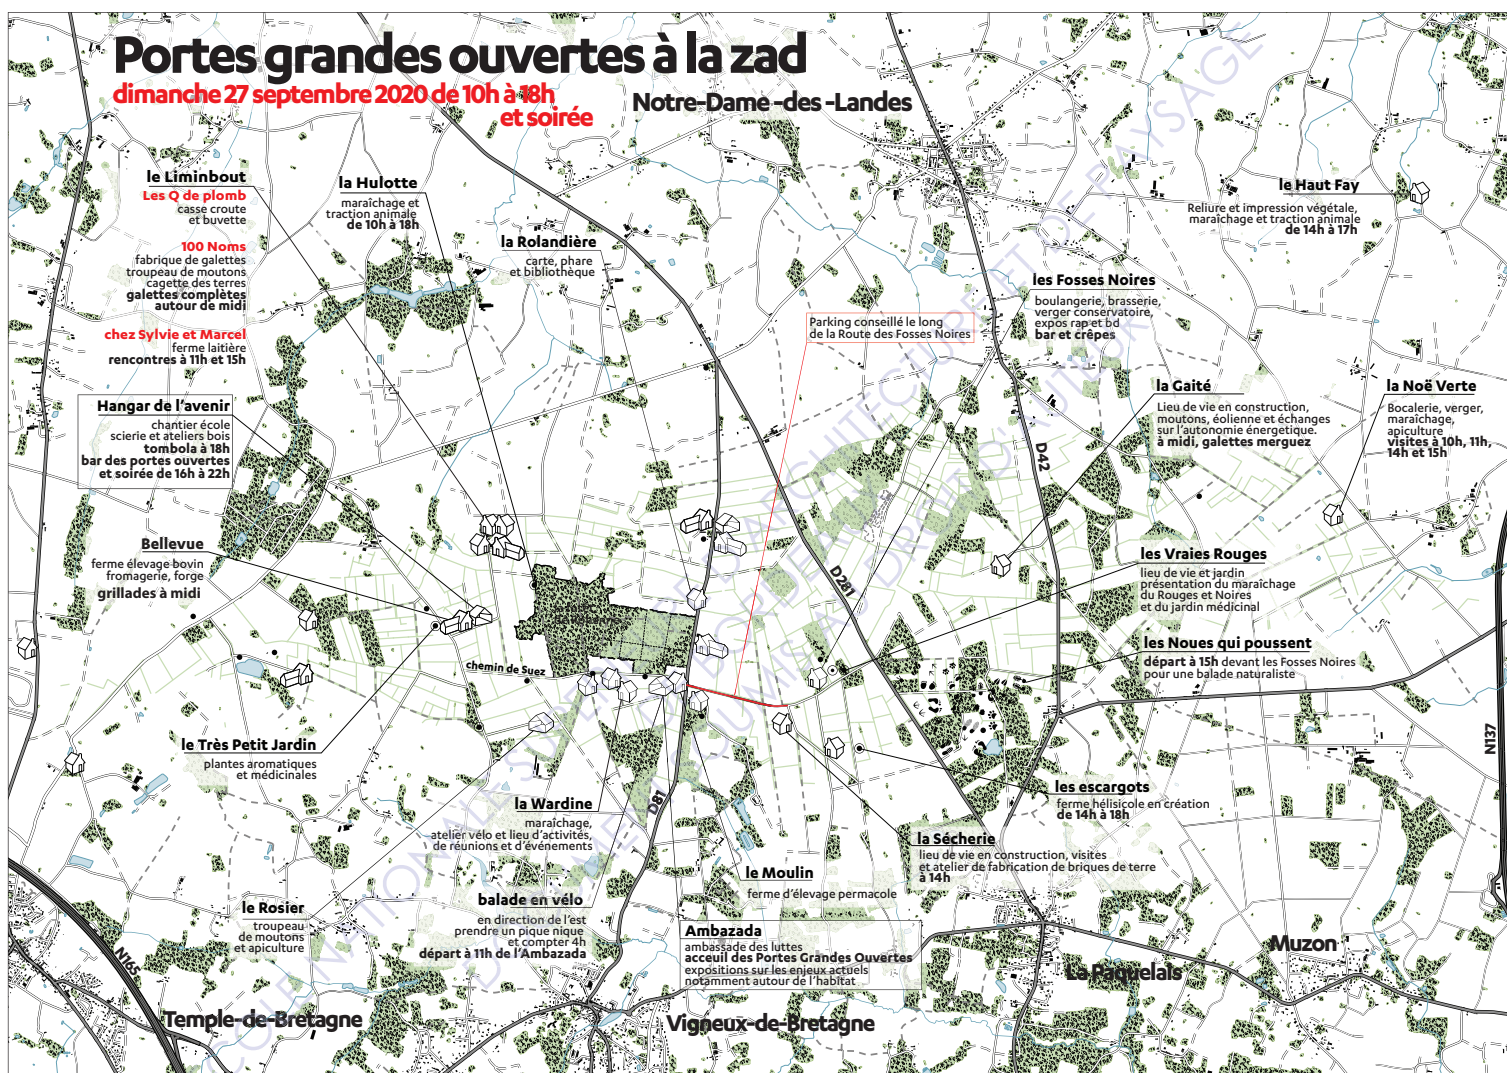 Portes grandes ouvertes à la zad
dimanche 27 septembre 2020 de 10h à 18h
et soirée
Notre-Dame -des -Landes
le Liminbout
Les Q de plomb
casse croute
et buvette
100 Noms
fabrique de galettes
troupeau de moutons
cagette des terres
galettes complètes
autour de midi
chez Sylvie et Marcel
ferme laitière
rencontres à 11h et 15h
la Hulotte
maraîchage et
traction animale
de 10h à 18h
la Rolandière
carte, phare
et bibliothèque
Parking conseillé le long
de la Route des Fosses Noires
les Fosses Noires
boulangerie, brasserie,
verger conservatoire,
expos rap et bd
bar et crêpes
le Haut Fay
Reliure et impression végétale,
maraîchage et traction animale
de 14h à 17h
la Gaité
Lieu de vie en construction,
moutons, éolienne et échanges
sur l'autonomie énergetique.
à midi, galettes merguez
la Noë Verte
Bocalerie, verger,
maraîchage,
apiculture
visites à 10h, 11h,
14h et 15h
Hangar de l'avenir
chantier école
scierie et ateliers bois
tombola à 18h
bar des portes ouvertes
et soirée de 16h à 22h
Bellevue
ferme élevage bovin
fromagerie, forge
grillades à midi
D42
D281
les Vraies Rouges
lieu de vie et jardin
présentation du maraîchage
du Rouges et Noires
et du jardin médicinal
les Noues qui poussent
départ à 15h devant les Fosses Noires
pour une balade naturaliste
chemin de Suez
N137
le Très Petit Jardin
plantes aromatiques
et médicinales
la Wardine
maraîchage,
atelier vélo et lieu d'activités,
de réunions et d'événements
D81
les escargots
ferme hélisicole en création
de 14h à 18h
la Sécherie
lieu de vie en construction, visites
et atelier de fabrication de briques de terre
à 14h
le Moulin
ferme d'élevage permacole
le Rosier
troupeau
de moutons
et apiculture
balade en vélo
en direction de l'est
prendre un pique nique
et compter 4h
départ à 11h de l'Ambazada
Ambazada
ambassade des luttes
acceuil des Portes Grandes Ouvertes
expositions sur les enjeux actuels
notamment autour de l'habitat
N165
Muzon
La Paquelais
Temple-de-Bretagne
Vigneux-de-Bretagne